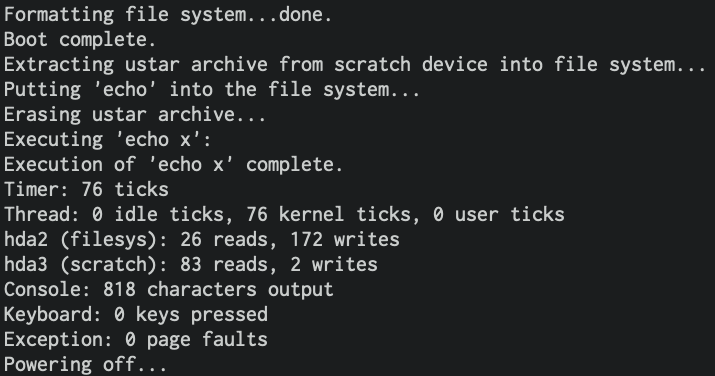 Formatting file system...done.
Boot complete.
Extracting ustar archive from scratch device into file system...
Putting 'echo' into the file system...
Erasing ustar archive...
Executing 'echo x':
Execution of 'echo x' complete.
Timer: 76 ticks
Thread: 0 idle ticks, 76 kernel ticks, 0 user ticks
hda2 (filesys): 26 reads, 172 writes
hda3 (scratch): 83 reads, 2 writes
Console: 818 characters output
Keyboard: 0 keys pressed
Exception: 0 page faults
Powering off...